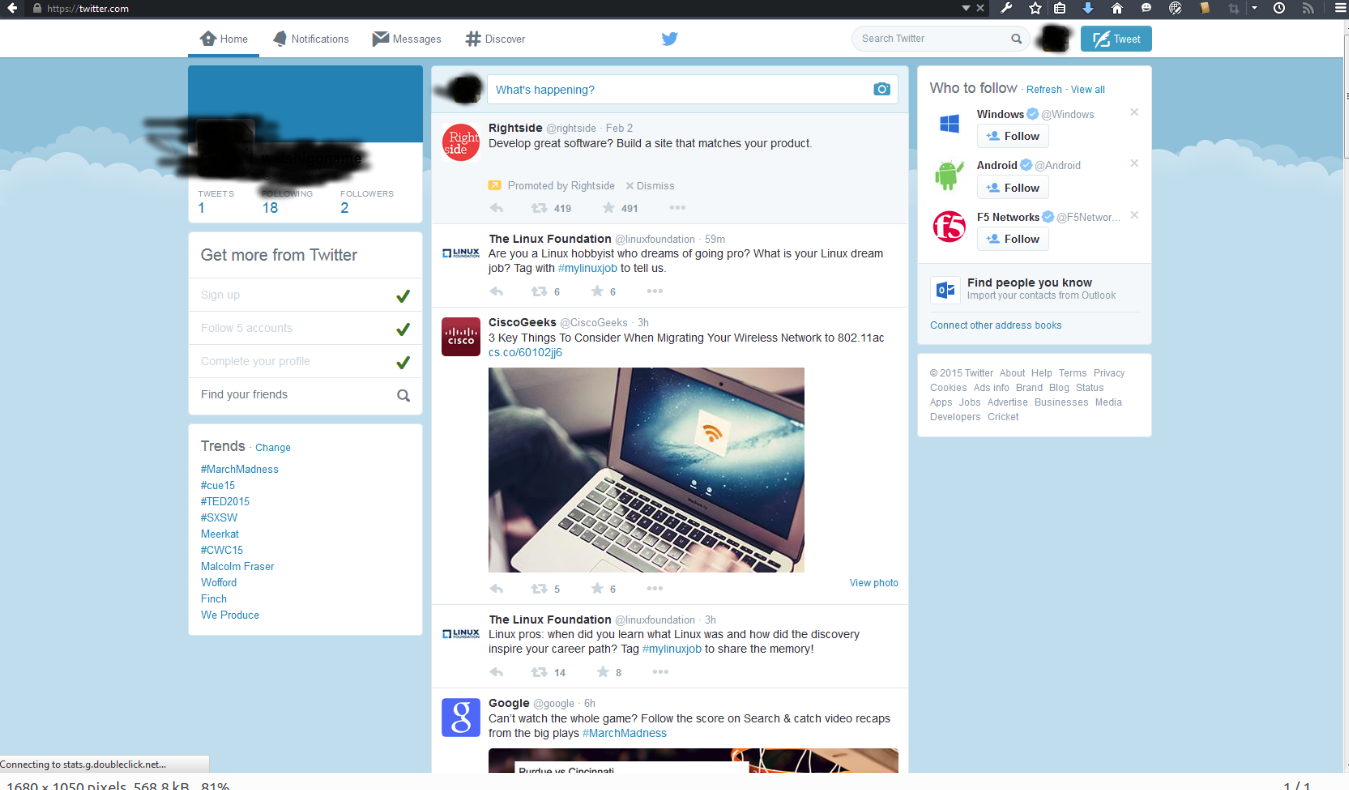 https://twitter.com
Home
Notifications
Messages
Discover
Search Twitter
Tweet
TWEETS
FOLLOWING
FOLLOWERS
1
18
2
Get more from Twitter
Sign up
Follow 5 accounts
Complete your profile
Find your friends
Trends · Change
#MarchMadness
#cue15
#TED2015
#SXSW
Meerkat
#CWC15
Malcolm Fraser
Wofford
Finch
We Produce
What's happening?
Right
side
Rightside @rightside · Feb 2
Develop great software? Build a site that matches your product.
Promoted by Rightside
Dismiss
419
491
LINUX
FOUNDATION
The Linux Foundation @linuxfoundation · 59m
Are you a Linux hobbyist who dreams of going pro? What is your Linux dream
job? Tag with #mylinuxjob to tell us.
6
6
CISCO
CiscoGeeks @CiscoGeeks · 3h
3 Key Things To Consider When Migrating Your Wireless Network to 802.11ac
cs.co/60102jj6
5
6
View photo
LINUX
FOUNDATION
The Linux Foundation @linuxfoundation · 3h
Linux pros: when did you learn what Linux was and how did the discovery
inspire your career path? Tag #mylinuxjob to share the memory!
14
8
g
Google @google · 6h
Can't watch the whole game? Follow the score on Search & catch video recaps
from the big plays #MarchMadness
Purdue vs Cincinnati
Who to follow · Refresh · View all
Windows @Windows
Follow
Android @Android
Follow
f5
F5 Networks @F5Networ...
Follow
Find people you know
Import your contacts from Outlook
Connect other address books
© 2015 Twitter About Help Terms Privacy
Cookies Ads info Brand Blog Status
Apps Jobs Advertise Businesses Media
Developers Cricket
Connecting to stats.g.doubleclick.net...
1680 × 1050 pixels 568.8 kB 81%
1 / 1